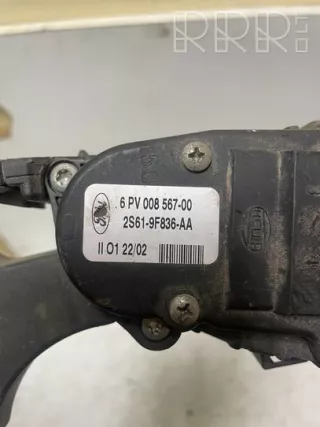 RRR
6 PV 008 567-00
2S61-9F836-AA
II O1 22/02
HELLA